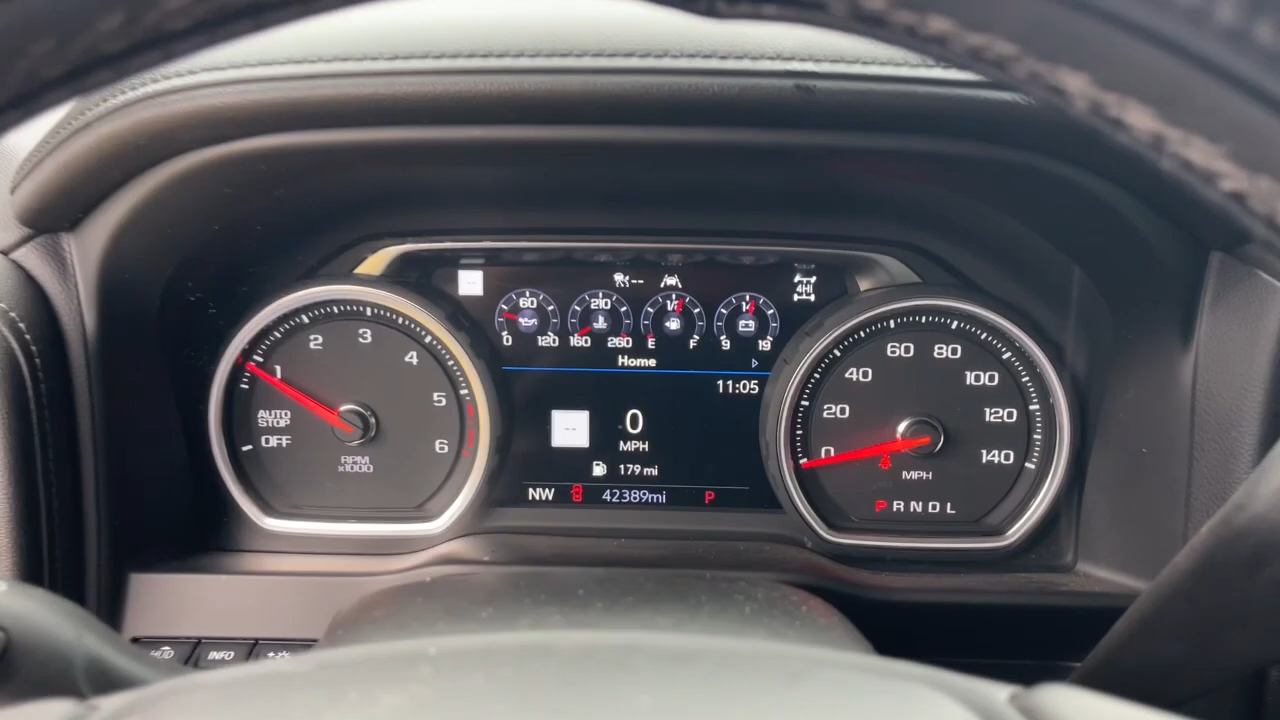 --
--
4HI
60
0
120
210
160
260
E
F
9
19
Home
11:05
--
0
MPH
179 mi
NW
42389mi
P
1
2
3
4
5
6
AUTO
STOP
OFF
RPM
x1000
0
20
40
60
80
100
120
140
MPH
P R N D L
HUD
INFO